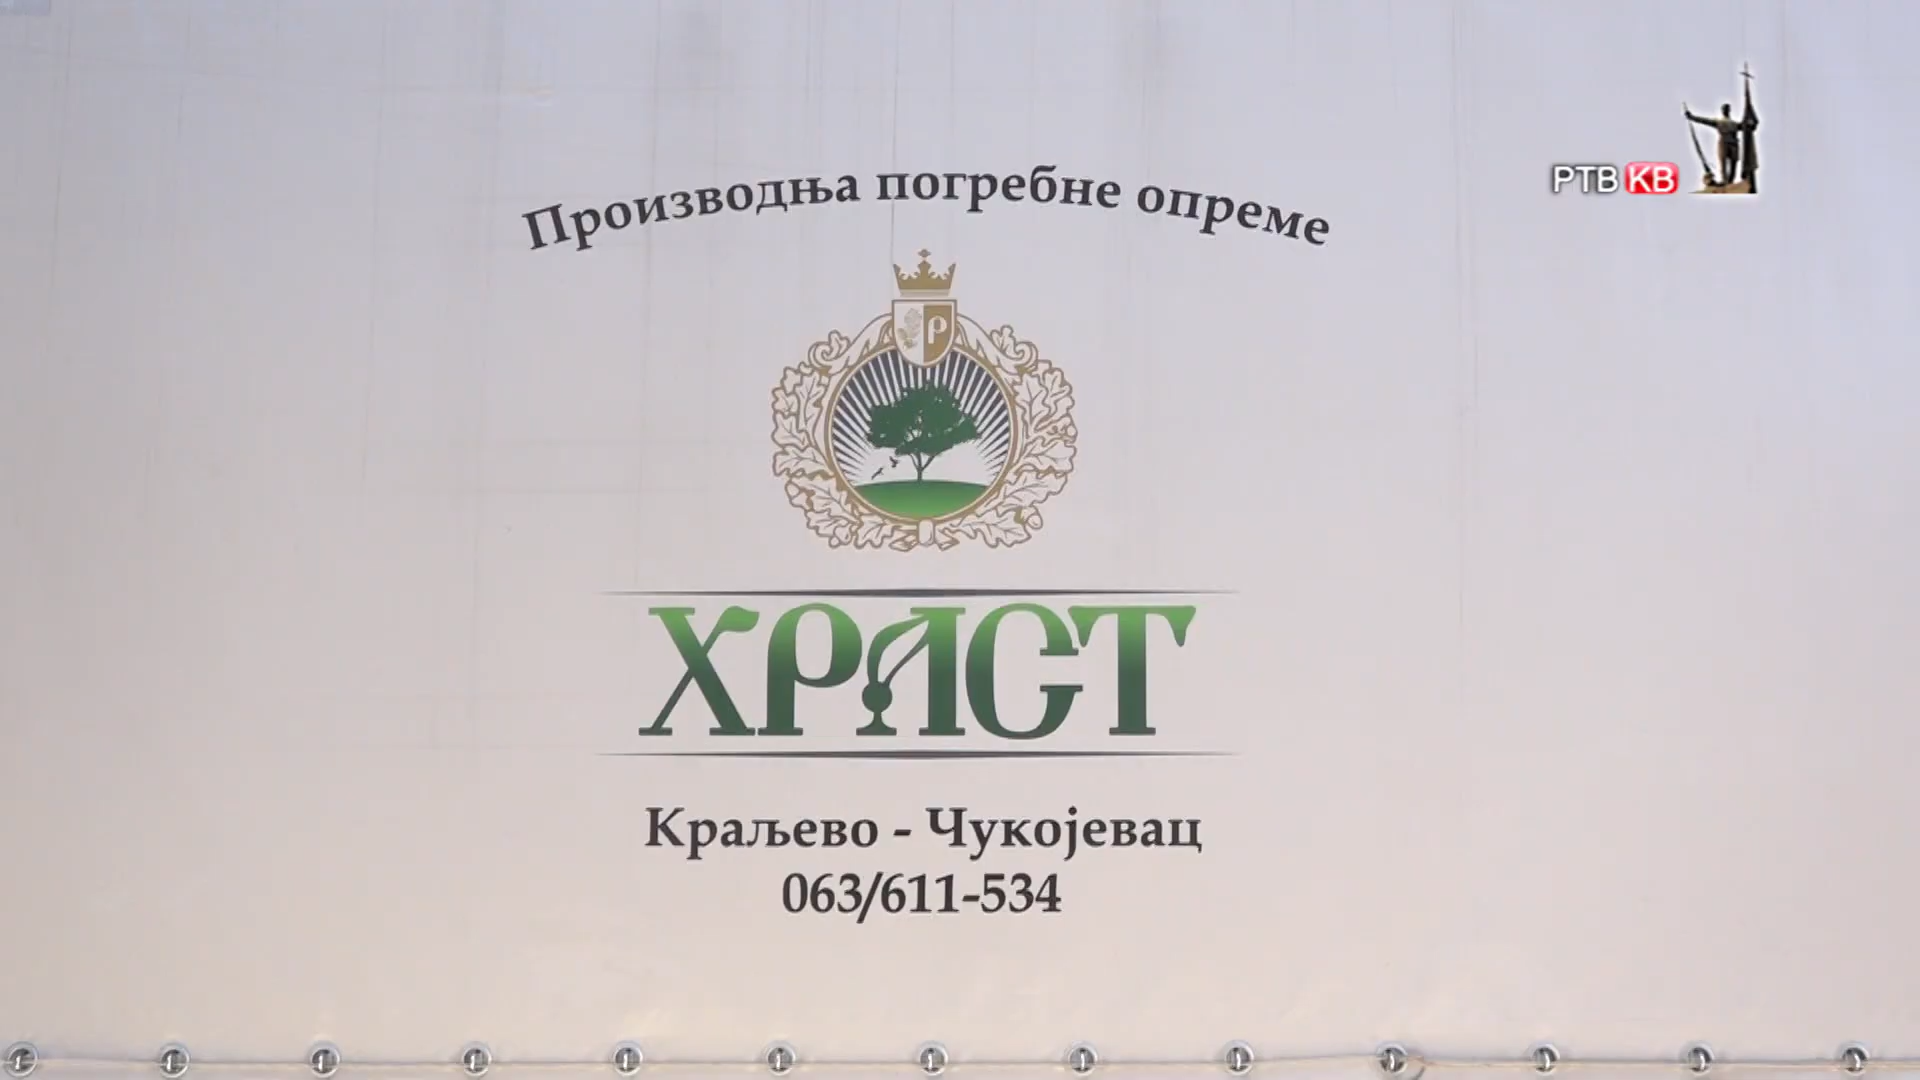 Производња погребне опреме
РТВ КВ
Р
ХРАСТ
Краљево - Чукојевац
063/611-534